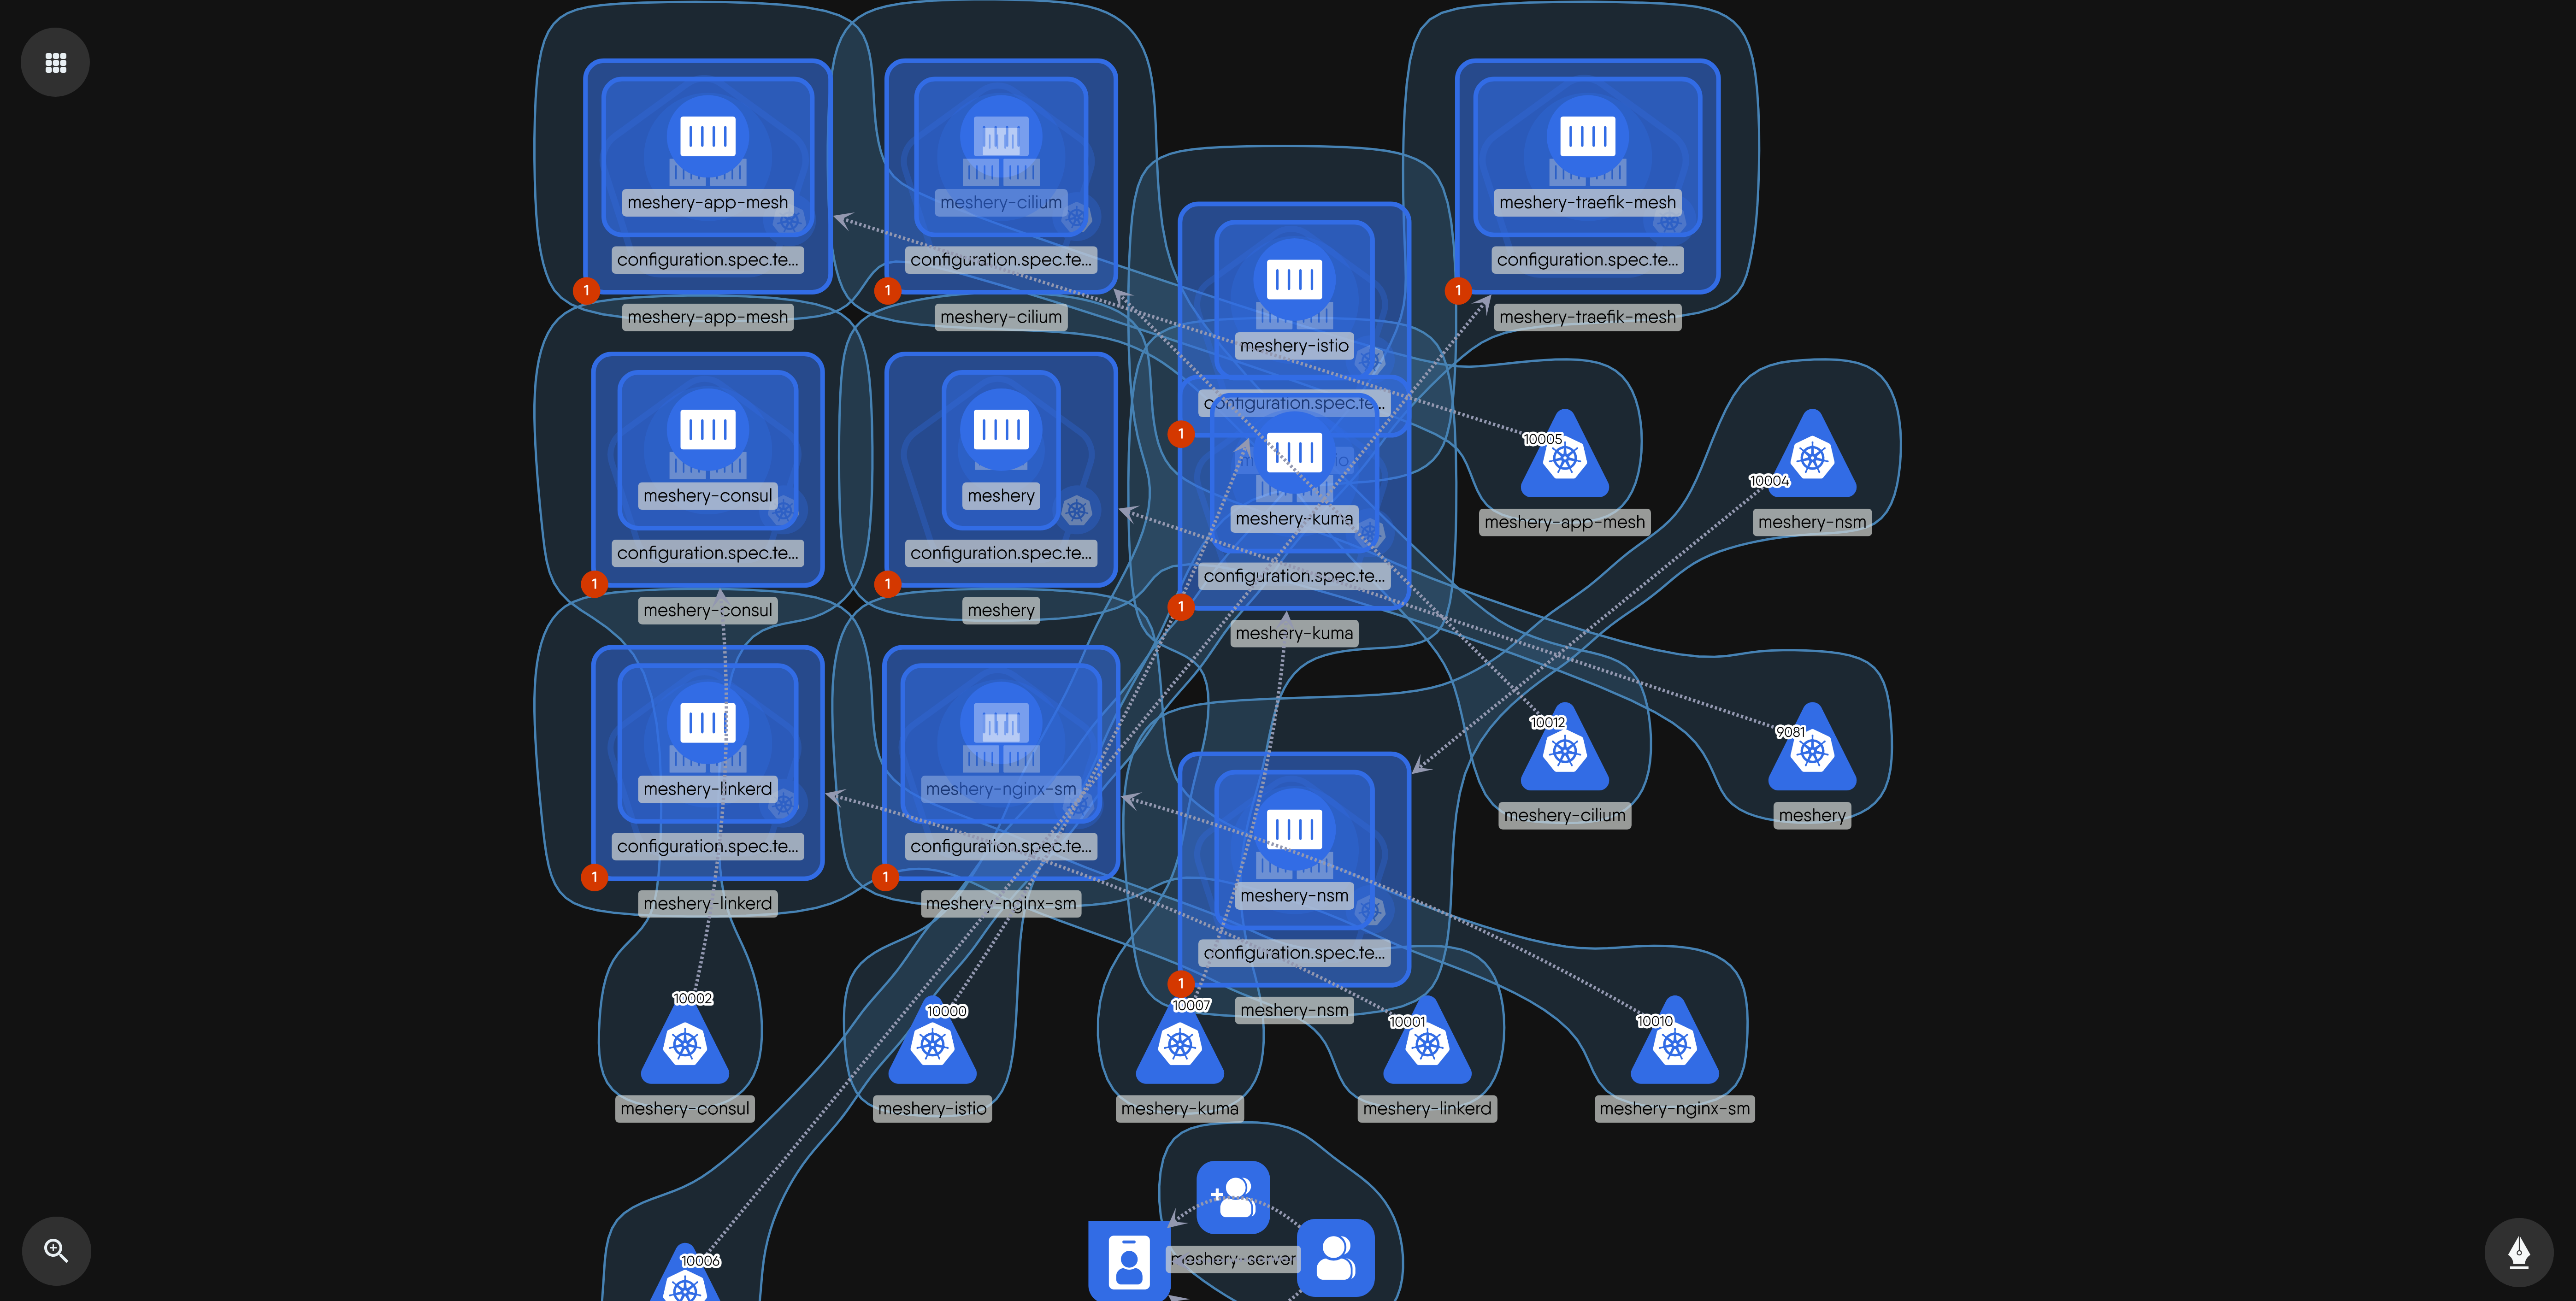 meshery-app-mesh
configuration.spec.te...
1
meshery-app-mesh
meshery-cilium
configuration.spec.te...
1
meshery-cilium
meshery-traefik-mesh
configuration.spec.te...
1
meshery-traefik-mesh
meshery-istio
configuration.spec.te...
1
meshery-consul
configuration.spec.te...
1
meshery-consul
meshery
configuration.spec.te...
1
meshery
meshery-kuma
configuration.spec.te...
1
meshery-kuma
10005
meshery-app-mesh
10004
meshery-nsm
meshery-linkerd
configuration.spec.te...
1
meshery-linkerd
meshery-nginx-sm
configuration.spec.te...
1
meshery-nginx-sm
meshery-nsm
configuration.spec.te...
1
meshery-nsm
10012
meshery-cilium
9081
meshery
10002
meshery-consul
10000
meshery-istio
10007
meshery-kuma
10001
meshery-linkerd
10010
meshery-nginx-sm
10006
meshery-server